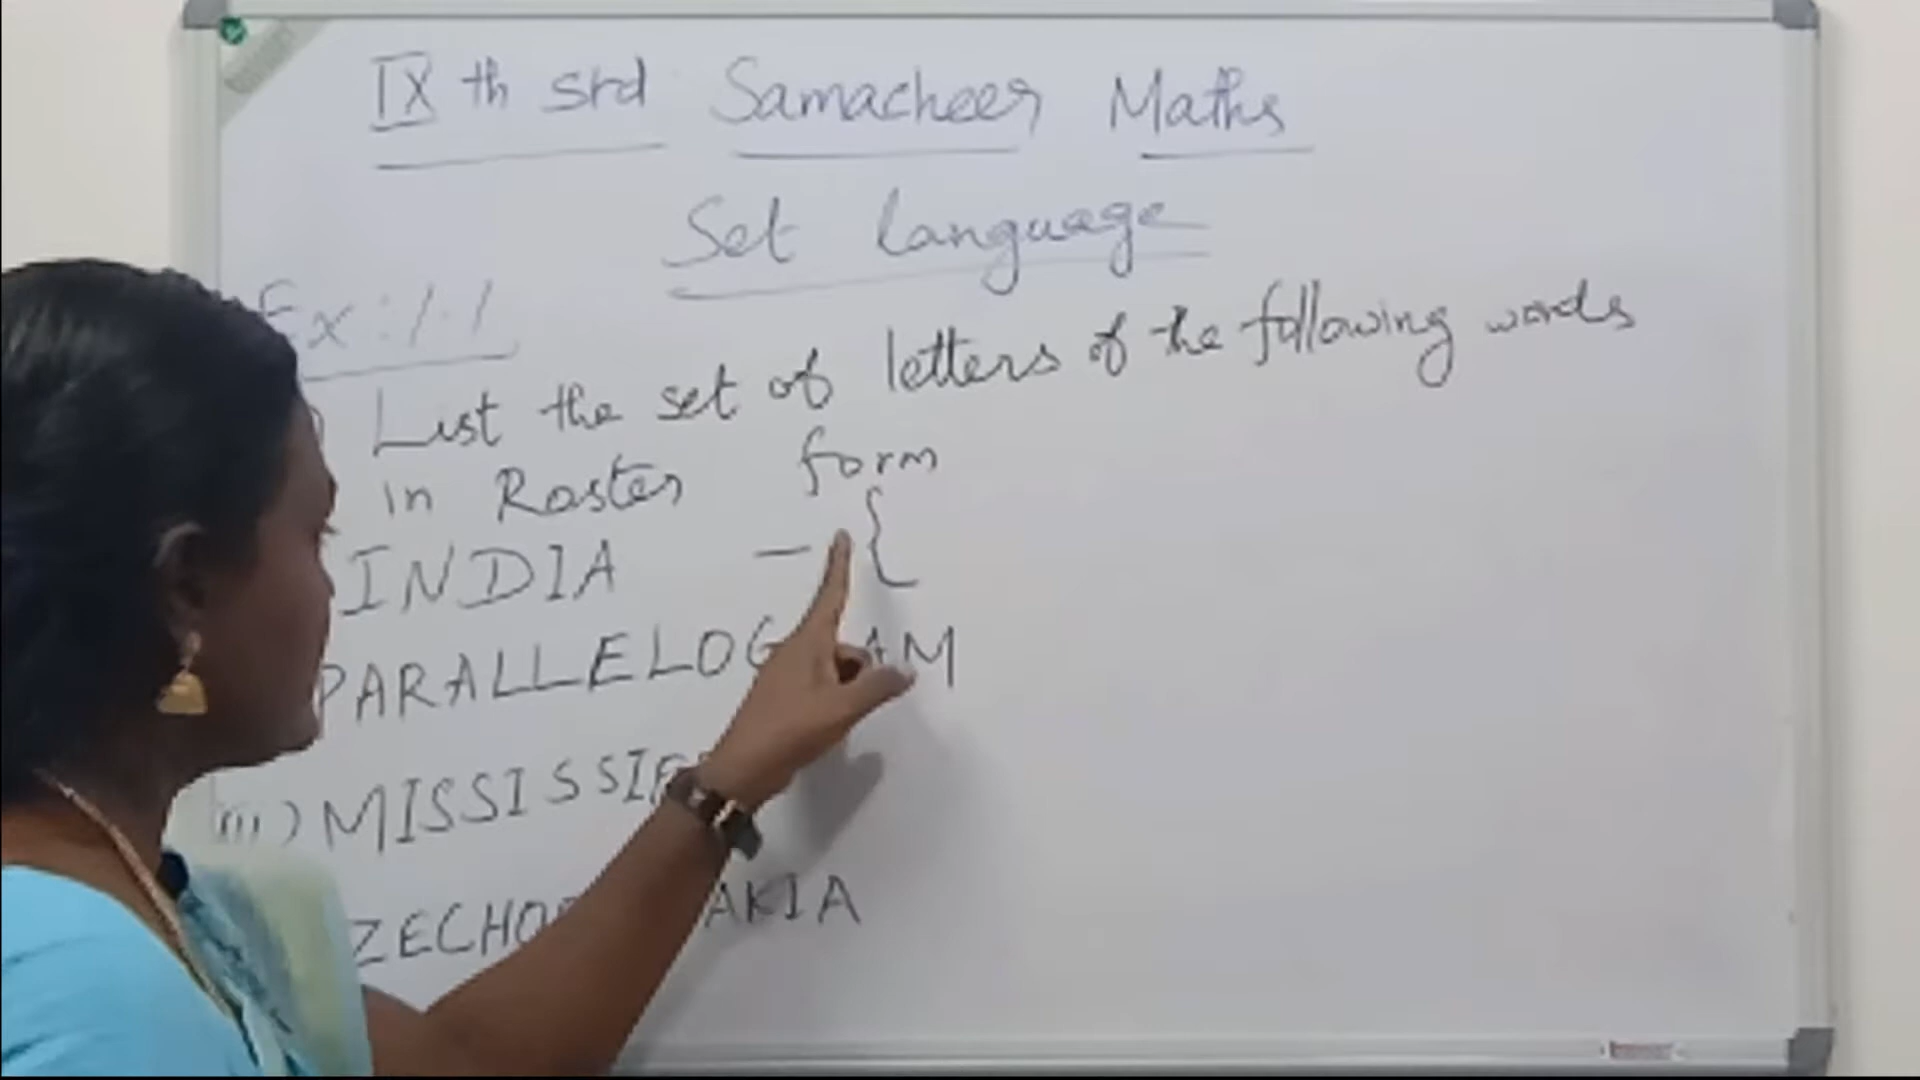 IX th std Samacheer Maths
Set language
Ex : 1.1
List the set of letters of the following words
in Roster form
INDIA — {
PARALLELOG AM
iii) MISSISSI
ZECHO AKIA